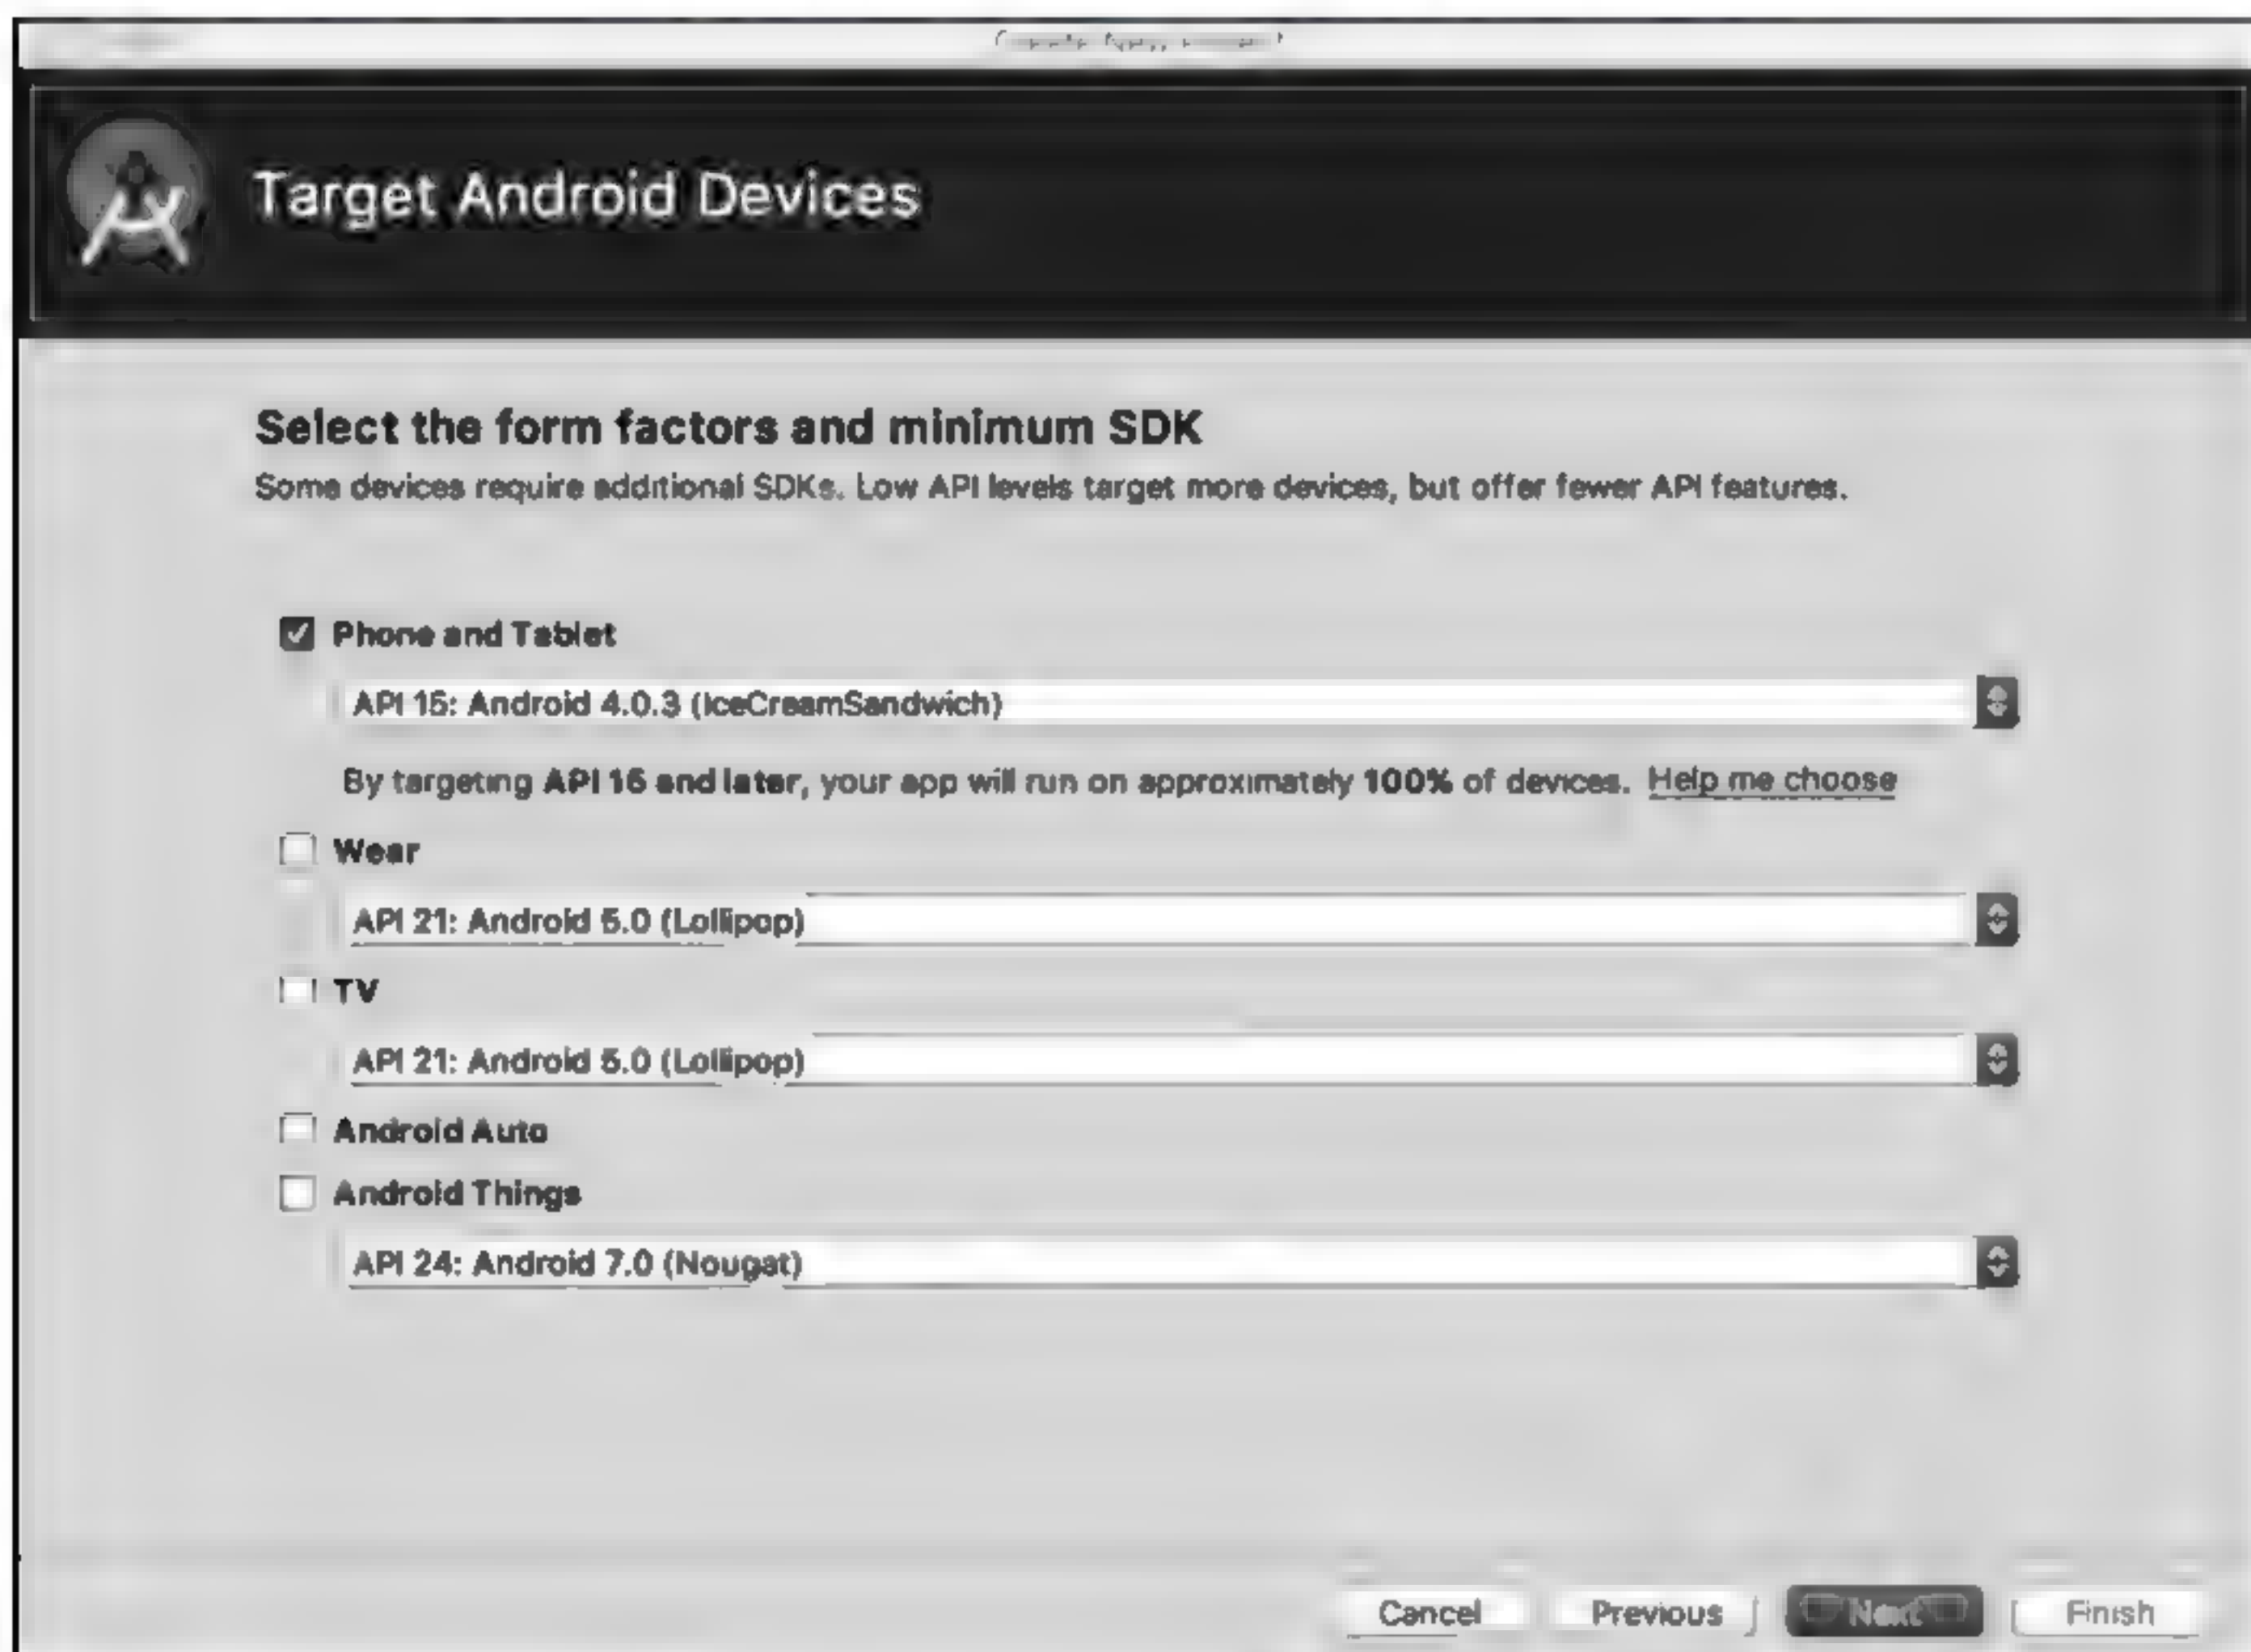 Target Android Devices
Select the form factors and minimum SDK
Some devices require additional SDKs. Low API levels target more devices, but offer fewer API features.
Phone and Tablet
API 15: Android 4.0.3 (IceCreamSandwich)
By targeting API 15 and later, your app will run on approximately 100% of devices. Help me choose
Wear
API 21: Android 5.0 (Lollipop)
TV
API 21: Android 5.0 (Lollipop)
Android Auto
Android Things
API 24: Android 7.0 (Nougat)
Cancel Previous Next Finish